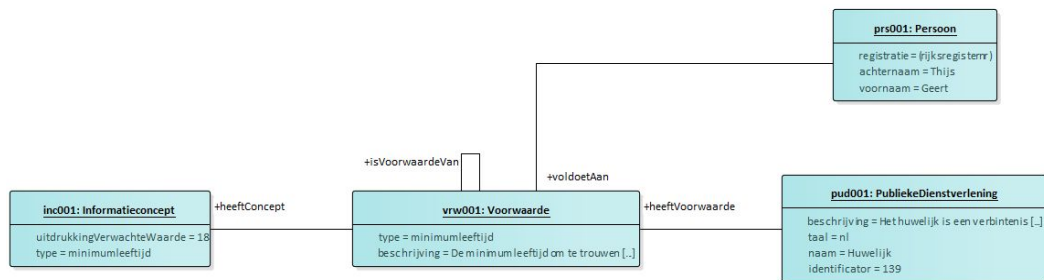 prs001: Persoon
registratie = (rijksregisternr)
achternaam = Thijs
voornaam = Geert
+isVoorwaardeVan
+voldoetAan
inc001: Informatieconcept
uitdrukkingVerwachteWaarde = 18
type = minimumleeftijd
+heeftConcept
vrw001: Voorwaarde
type = minimumleeftijd
beschrijving = De minimumleeftijd om te trouwen [..]
+heeftVoorwaarde
pud001: PubliekeDienstverlening
beschrijving = Het huwelijk is een verbintenis [..]
taal = nl
naam = Huwelijk
identificator = 139